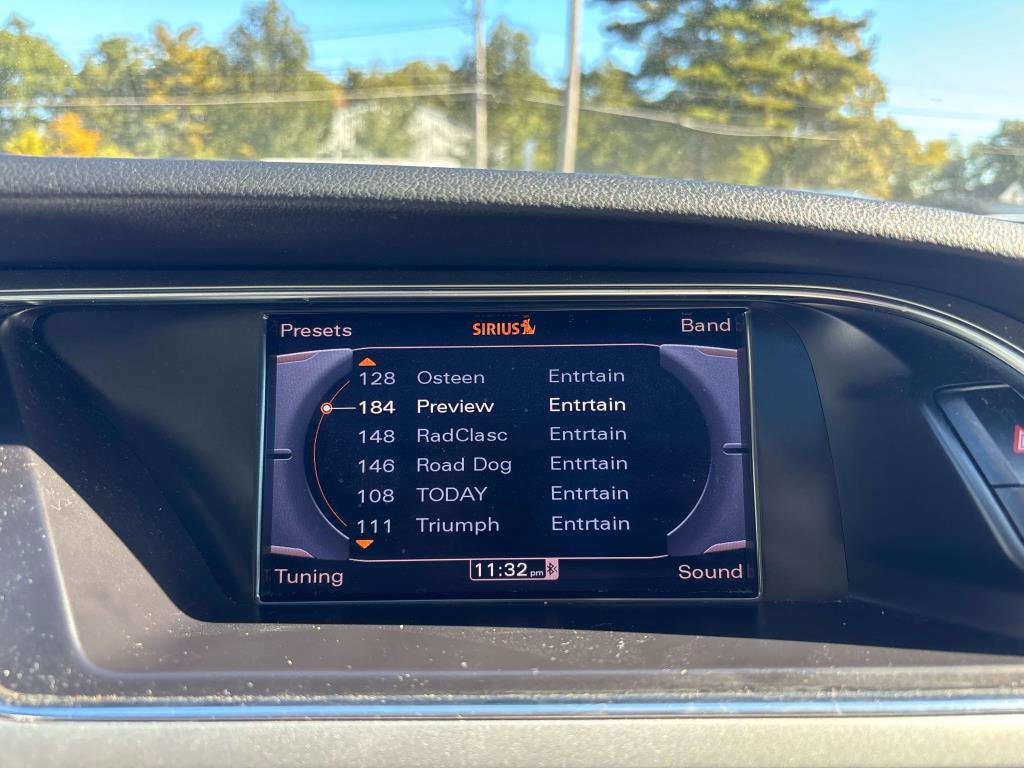 Presets SIRIUS Band
128 Osteen Entrtain
184 Preview Entrtain
148 RadClasc Entrtain
146 Road Dog Entrtain
108 TODAY Entrtain
111 Triumph Entrtain
Tuning 11:32 pm Sound